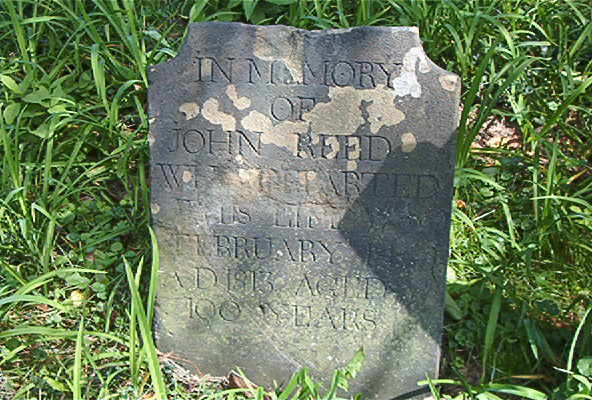 IN MEMORY
OF
JOHN REED
WHO DEPARTED
THIS LIFE
FEBRUARY
A D 1813 AGED
100 YEARS